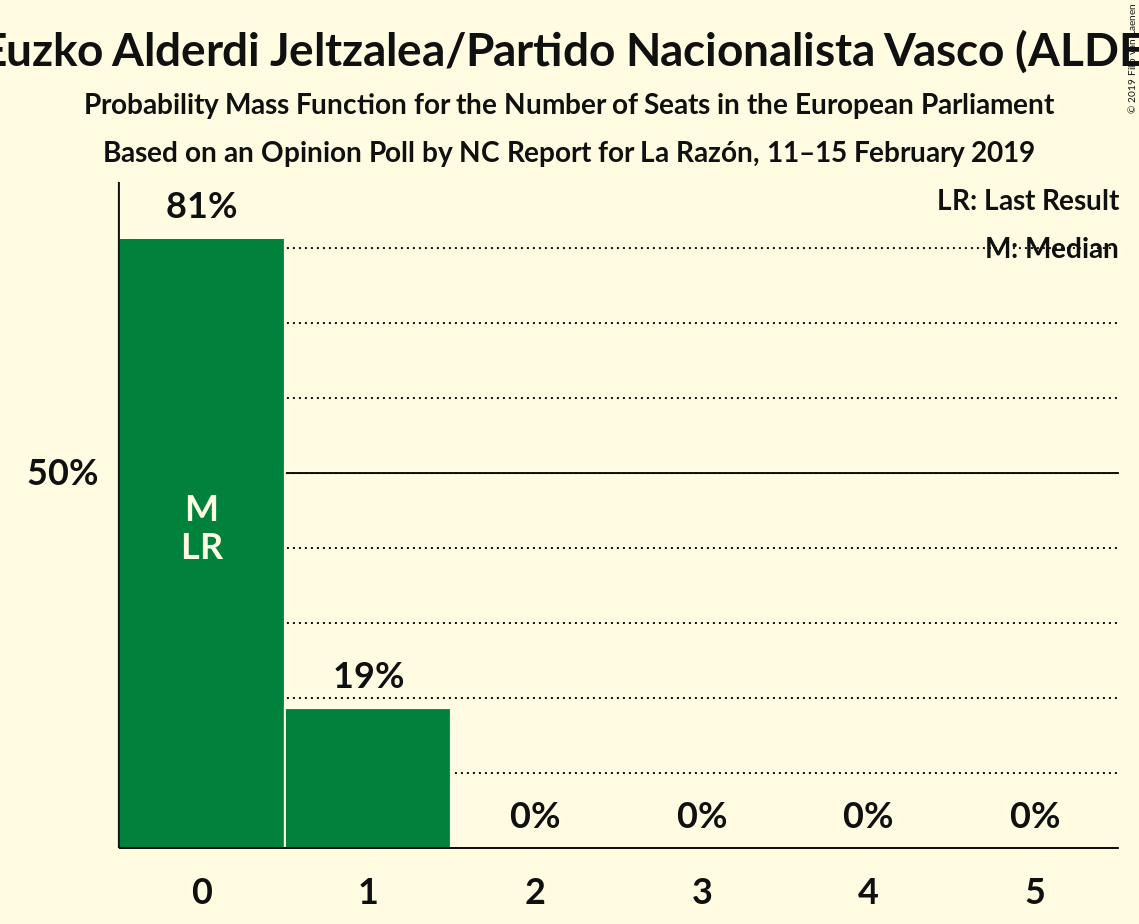 Euzko Alderdi Jeltzalea/Partido Nacionalista Vasco (ALDE
Probability Mass Function for the Number of Seats in the European Parliament
Based on an Opinion Poll by NC Report for La Razón, 11–15 February 2019
© 2019
LR: Last Result
M: Median
81%
50%
M
LR
19%
0% 0% 0% 0%
0 1 2 3 4 5